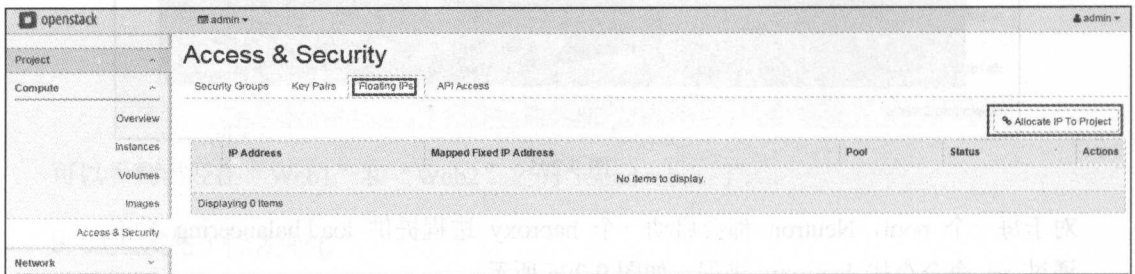 openstack
admin
admin
Project
Compute
Overview
Instances
Volumes
Images
Access & Security
Network
Access & Security
Security Groups
Key Pairs
Floating IPs
API Access
Allocate IP To Project
IP Address
Mapped Fixed IP Address
Pool
Status
Actions
No items to display.
Displaying 0 items